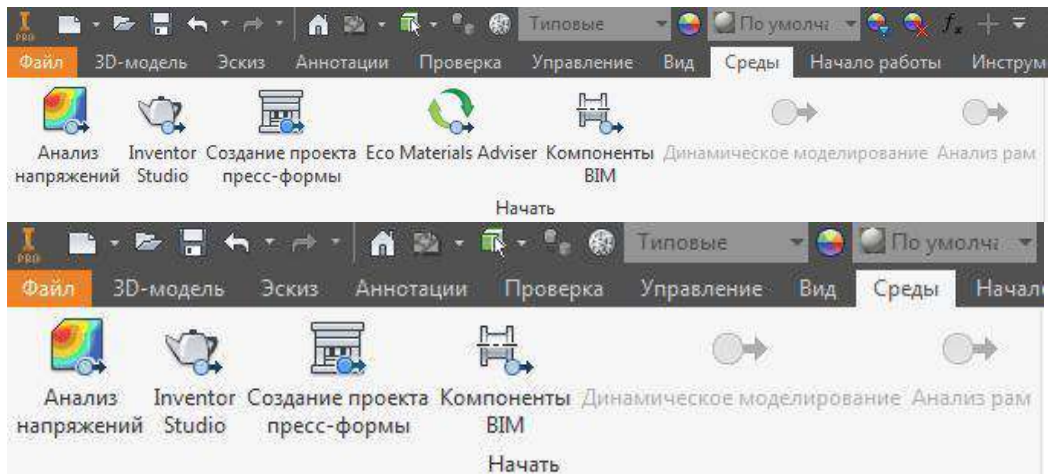 PRO Типовые По умолч
Файл 3D-модель Эскиз Аннотации Проверка Управление Вид Среды Начало работы Инструм
Анализ Inventor Создание проекта Eco Materials Adviser Компоненты Динамическое моделирование Анализ рам
напряжений Studio пресс-формы BIM
Начать
PRO Типовые По умолч
Файл 3D-модель Эскиз Аннотации Проверка Управление Вид Среды Начал
Анализ Inventor Создание проекта Компоненты Динамическое моделирование Анализ рам
напряжений Studio пресс-формы BIM
Начать